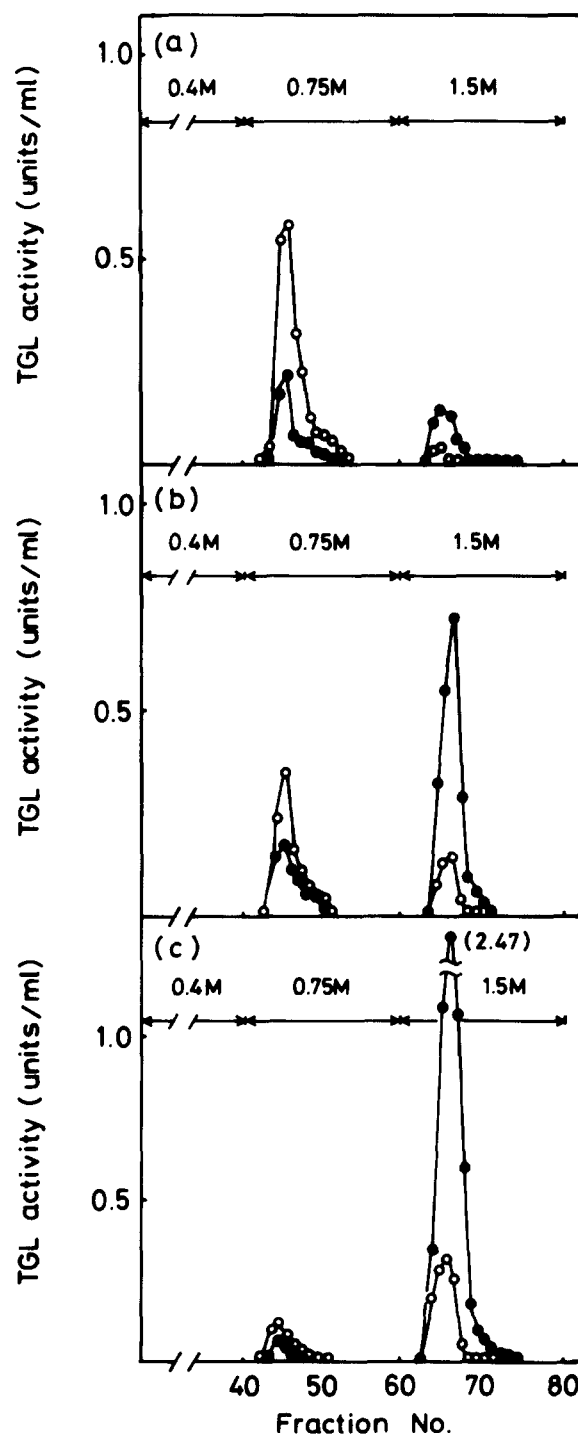 (a)
1.0
0.4M 0.75M 1.5M
0.5
TGL activity (units/ml)
(b)
1.0
0.4M 0.75M 1.5M
0.5
TGL activity (units/ml)
(c)
(2.47)
0.4M 0.75M 1.5M
1.0
0.5
TGL activity (units/ml)
40 50 60 70 80
Fraction No.